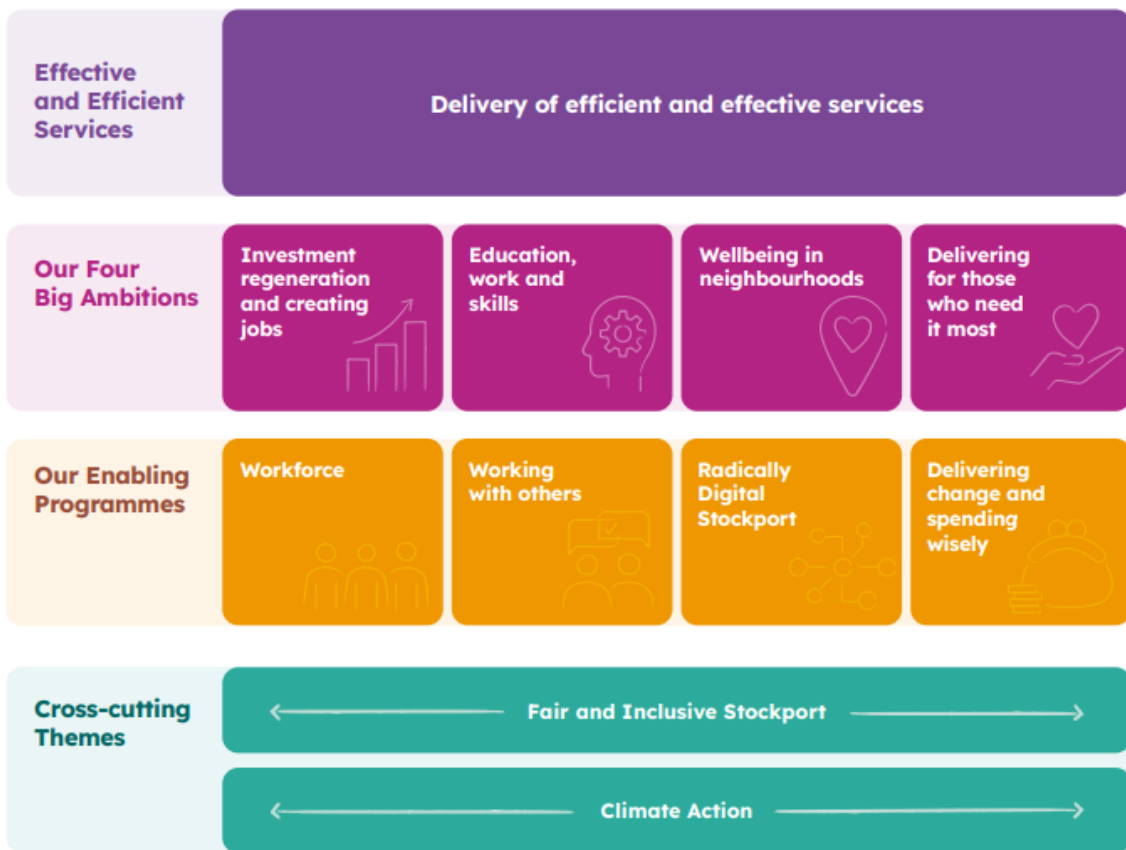 Effective
and Efficient
Services
Delivery of efficient and effective services
Our Four
Big Ambitions
Investment
regeneration
and creating
jobs
Education,
work and
skills
Wellbeing in
neighbourhoods
Delivering
for those
who need
it most
Our Enabling
Programmes
Workforce
Working
with others
Radically
Digital
Stockport
Delivering
change and
spending
wisely
Cross-cutting
Themes
Fair and Inclusive Stockport
Climate Action